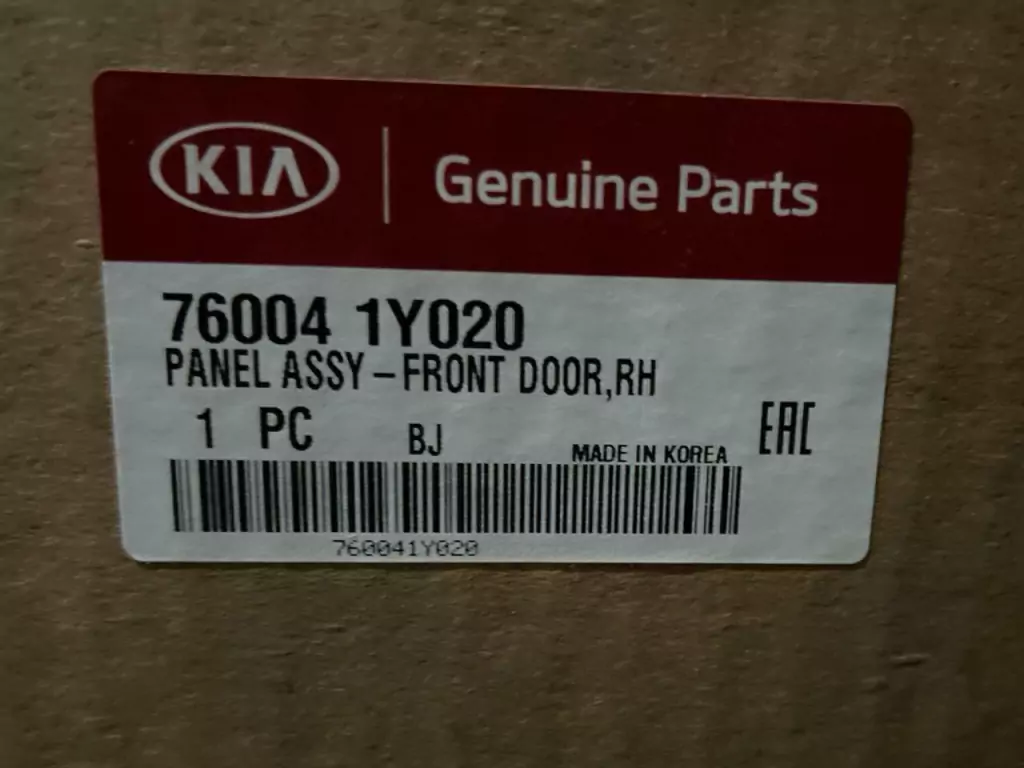 KIA Genuine Parts
76004 1Y020
PANEL ASSY-FRONT DOOR,RH
1 PC BJ MADE IN KOREA EAC
760041Y020